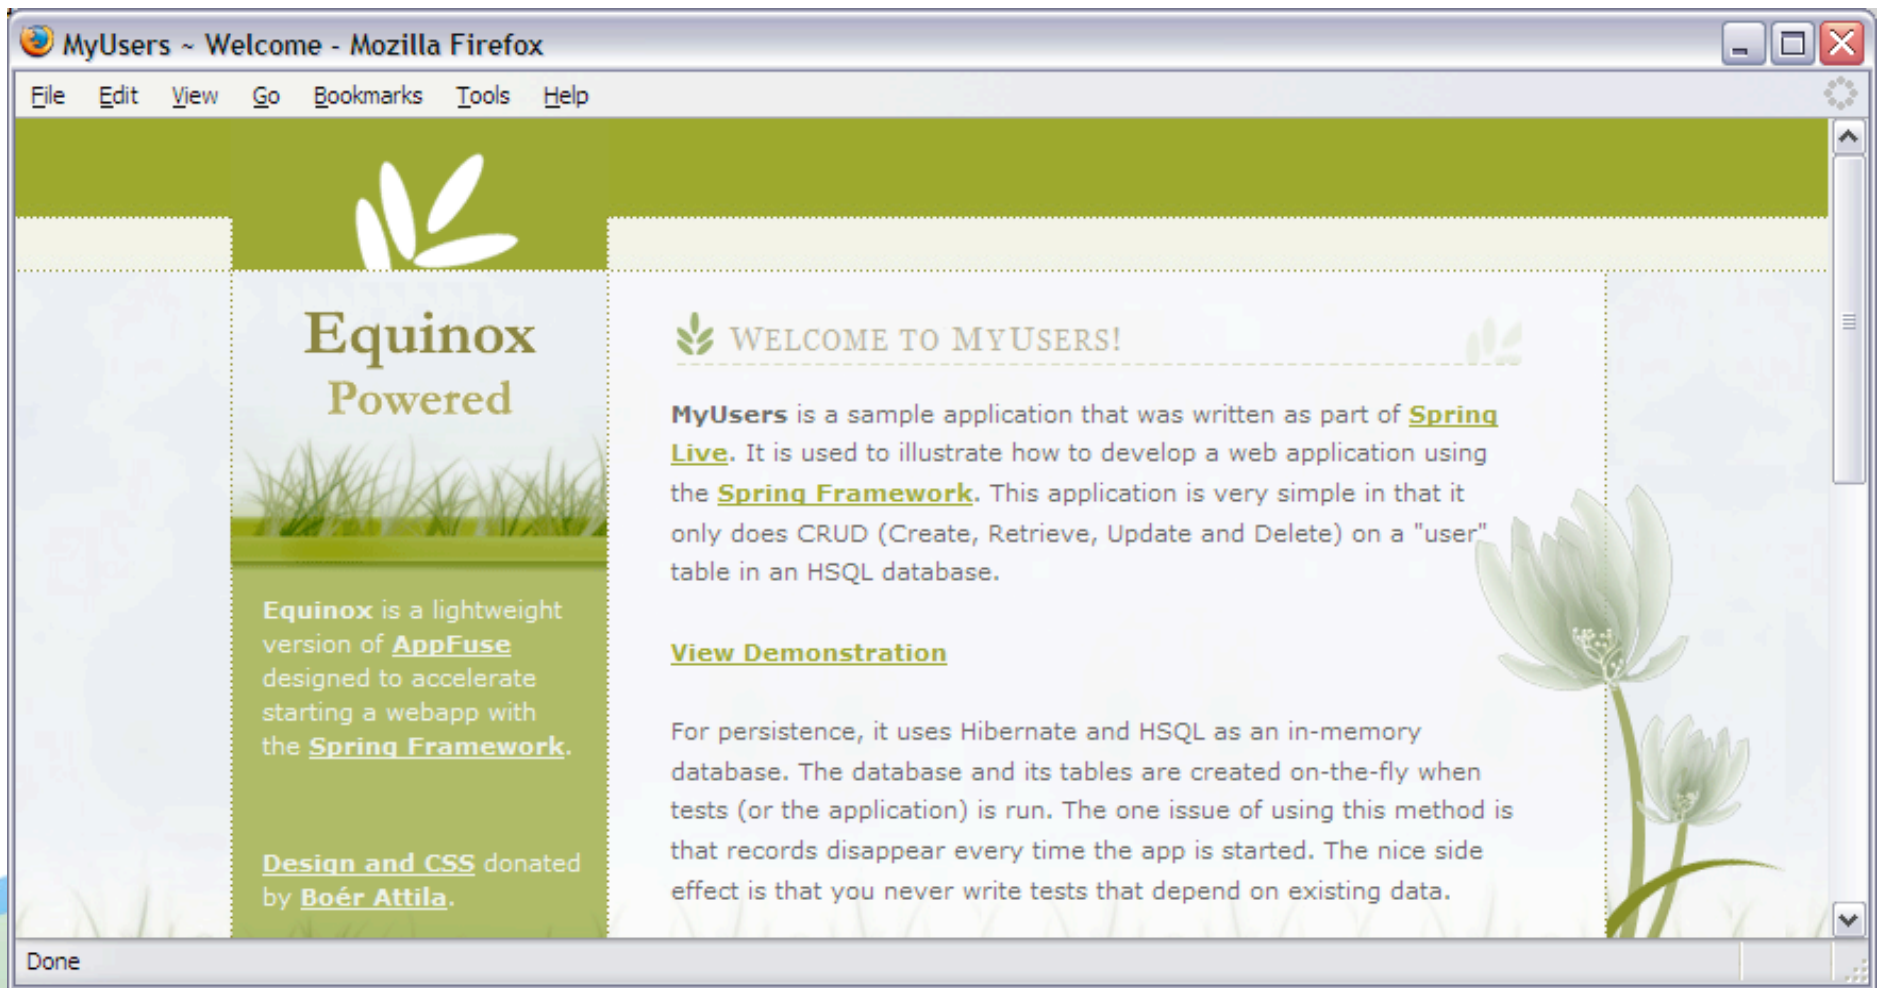 MyUsers ~ Welcome - Mozilla Firefox
File Edit View Go Bookmarks Tools Help
Equinox
Powered
Equinox is a lightweight
version of AppFuse
designed to accelerate
starting a webapp with
the Spring Framework.
Design and CSS donated
by Boér Attila.
WELCOME TO MYUSERS!
MyUsers is a sample application that was written as part of Spring
Live. It is used to illustrate how to develop a web application using
the Spring Framework. This application is very simple in that it
only does CRUD (Create, Retrieve, Update and Delete) on a "user"
table in an HSQL database.
View Demonstration
For persistence, it uses Hibernate and HSQL as an in-memory
database. The database and its tables are created on-the-fly when
tests (or the application) is run. The one issue of using this method is
that records disappear every time the app is started. The nice side
effect is that you never write tests that depend on existing data.
Done